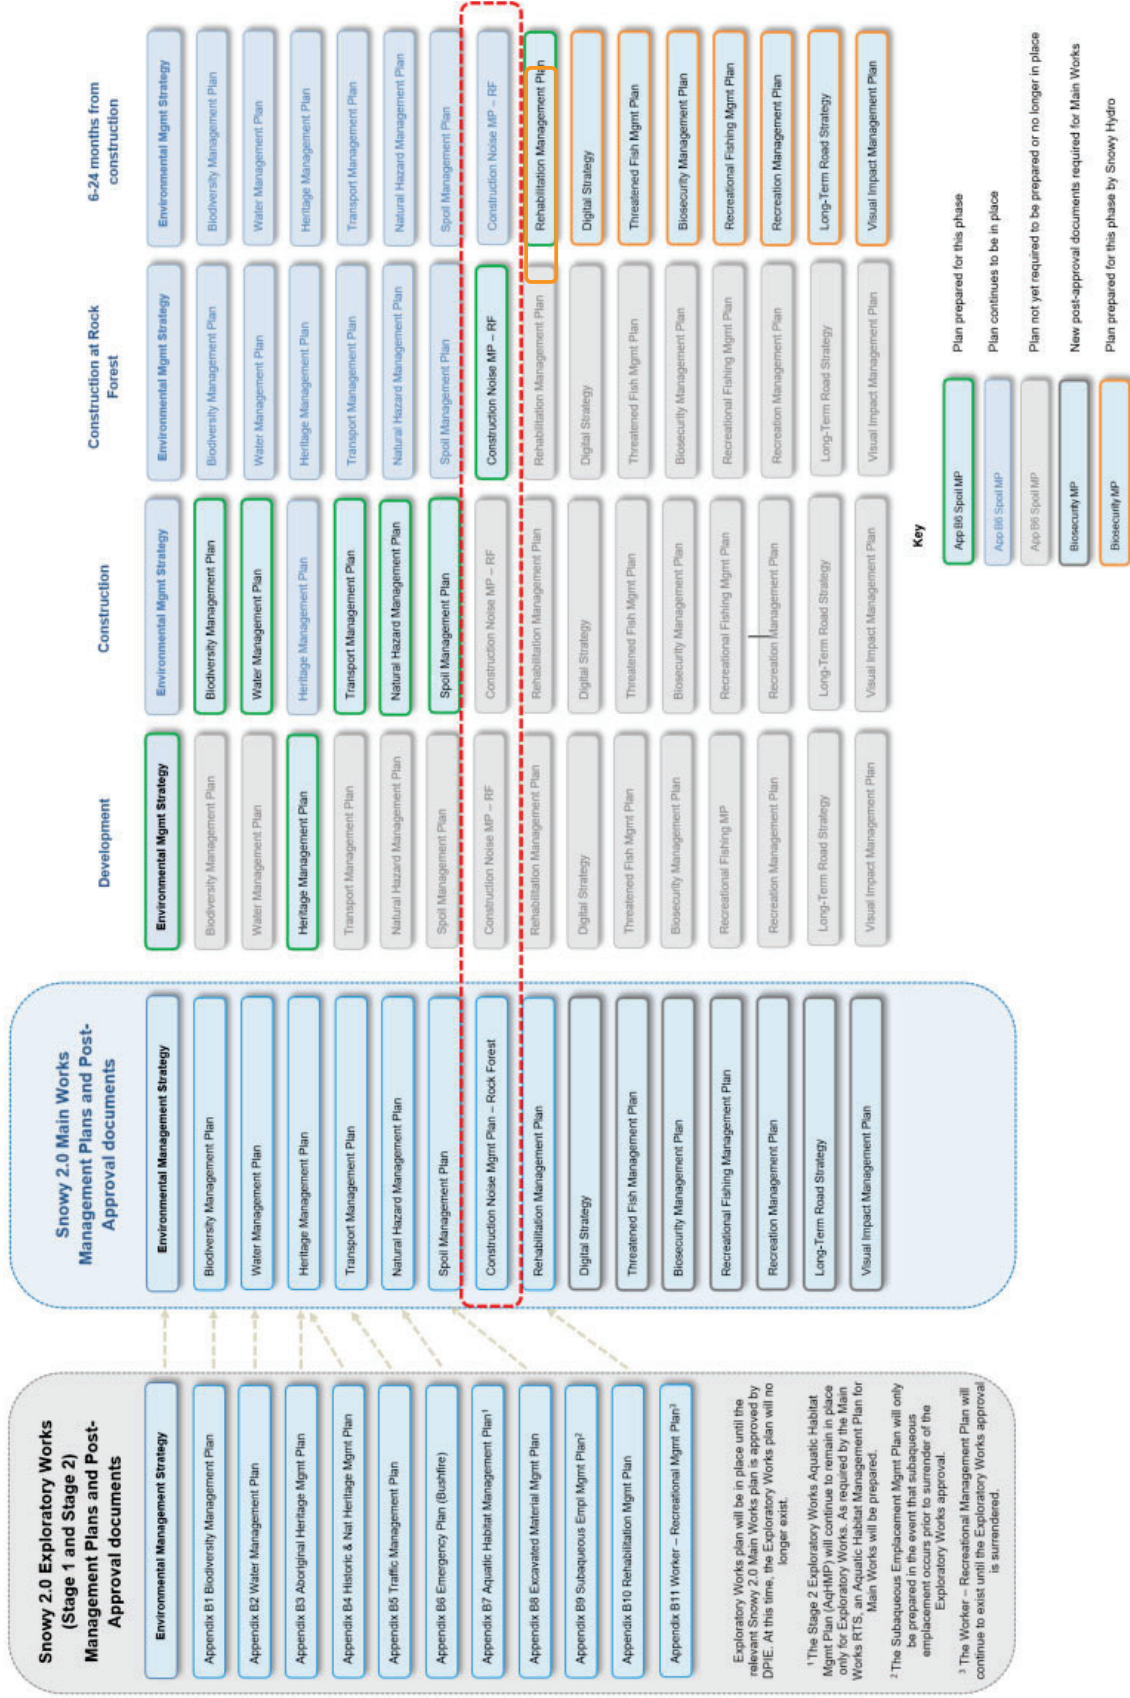 Snowy 2.0 Exploratory Works
(Stage 1 and Stage 2)
Management Plans and Post-
Approval documents
Environmental Management Strategy
Appendix B1 Biodiversity Management Plan
Appendix B2 Water Management Plan
Appendix B3 Aboriginal Heritage Mgmt Plan
Appendix B4 Historic & Nat Heritage Mgmt Plan
Appendix B5 Traffic Management Plan
Appendix B6 Emergency Plan (Bushfire)
Appendix B7 Aquatic Habitat Management Plan¹
Appendix B8 Excavated Material Mgmt Plan
Appendix B9 Subaqueous Empl Mgmt Plan²
Appendix B10 Rehabilitation Mgmt Plan
Appendix B11 Worker – Recreational Mgmt Plan³
Exploratory Works plan will be in place until the
relevant Snowy 2.0 Main Works plan is approved by
DPIE. At this time, the Exploratory Works plan will no
longer exist.
¹ The Stage 2 Exploratory Works Aquatic Habitat
Mgmt Plan (AqHMP) will continue to remain in place
only for Exploratory Works. As required by the Main
Works RTS, an Aquatic Habitat Management Plan for
Main Works will be prepared.
² The Subaqueous Emplacement Mgmt Plan will only
be prepared in the event that subaqueous
emplacement occurs prior to surrender of the
Exploratory Works approval.
³ The Worker – Recreational Management Plan will
continue to exist until the Exploratory Works approval
is surrendered.
Snowy 2.0 Main Works
Management Plans and Post-
Approval documents
Environmental Management Strategy
Biodiversity Management Plan
Water Management Plan
Heritage Management Plan
Transport Management Plan
Natural Hazard Management Plan
Spoil Management Plan
Construction Noise Mgmt Plan – Rock Forest
Rehabilitation Management Plan
Digital Strategy
Threatened Fish Management Plan
Biosecurity Management Plan
Recreational Fishing Management Plan
Recreation Management Plan
Long-Term Road Strategy
Visual Impact Management Plan
Development
Environmental Mgmt Strategy
Biodiversity Management Plan
Water Management Plan
Heritage Management Plan
Transport Management Plan
Natural Hazard Management Plan
Spoil Management Plan
Construction Noise MP – RF
Rehabilitation Management Plan
Digital Strategy
Threatened Fish Mgmt Plan
Biosecurity Management Plan
Recreational Fishing MP
Recreation Management Plan
Long-Term Road Strategy
Visual Impact Management Plan
Construction
Environmental Mgmt Strategy
Biodiversity Management Plan
Water Management Plan
Heritage Management Plan
Transport Management Plan
Natural Hazard Management Plan
Spoil Management Plan
Construction Noise MP – RF
Rehabilitation Management Plan
Digital Strategy
Threatened Fish Mgmt Plan
Biosecurity Management Plan
Recreational Fishing Mgmt Plan
Recreation Management Plan
Long-Term Road Strategy
Visual Impact Management Plan
Construction at Rock
Forest
Environmental Mgmt Strategy
Biodiversity Management Plan
Water Management Plan
Heritage Management Plan
Transport Management Plan
Natural Hazard Management Plan
Spoil Management Plan
Construction Noise MP – RF
Rehabilitation Management Plan
Digital Strategy
Threatened Fish Mgmt Plan
Biosecurity Management Plan
Recreational Fishing Mgmt Plan
Recreation Management Plan
Long-Term Road Strategy
Visual Impact Management Plan
6-24 months from
construction
Environmental Mgmt Strategy
Biodiversity Management Plan
Water Management Plan
Heritage Management Plan
Transport Management Plan
Natural Hazard Management Plan
Spoil Management Plan
Construction Noise MP – RF
Rehabilitation Management Plan
Digital Strategy
Threatened Fish Mgmt Plan
Biosecurity Management Plan
Recreational Fishing Mgmt Plan
Recreation Management Plan
Long-Term Road Strategy
Visual Impact Management Plan
Key
App B6 Spoil MP
Plan prepared for this phase
App B6 Spoil MP
Plan continues to be in place
App B6 Spoil MP
Plan not yet required to be prepared or no longer in place
Biosecurity MP
New post-approval documents required for Main Works
Biosecurity MP
Plan prepared for this phase by Snowy Hydro